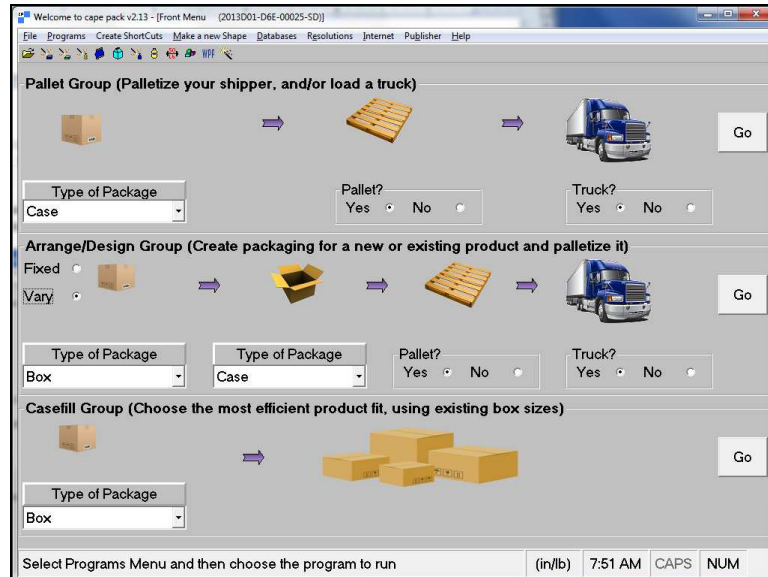 Welcome to cape pack v2.13 - [Front Menu (2013D01-D6E-00025-SD)]
File Programs Create ShortCuts Make a new Shape Databases Resolutions Internet Publisher Help
WPF
Pallet Group (Palletize your shipper, and/or load a truck)
Go
Type of Package
Pallet?
Truck?
Case
Yes No
Yes No
Arrange/Design Group (Create packaging for a new or existing product and palletize it)
Fixed
Vary
Go
Type of Package
Type of Package
Pallet?
Truck?
Box
Case
Yes No
Yes No
Casefill Group (Choose the most efficient product fit, using existing box sizes)
Go
Type of Package
Box
Select Programs Menu and then choose the program to run (in/lb) 7:51 AM CAPS NUM